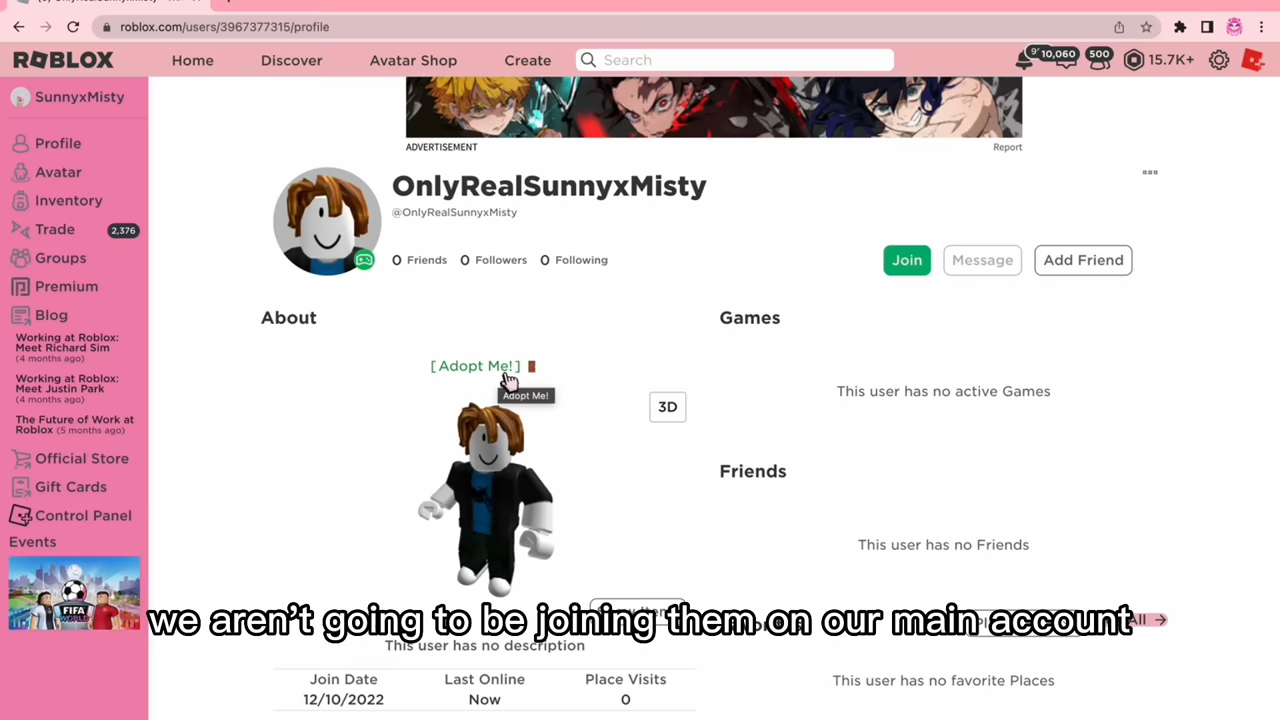 roblox.com/users/3967377315/profile
ROBLOX
Home
Discover
Avatar Shop
Create
Search
10,060
500
15.7K+
SunnyxMisty
Profile
Avatar
Inventory
Trade
2,376
Groups
Premium
Blog
Working at Roblox:
Meet Richard Sim
(4 months ago)
Working at Roblox:
Meet Justin Park
(4 months ago)
The Future of Work at
Roblox (5 months ago)
Official Store
Gift Cards
Control Panel
Events
FIFA
WORLD
ADVERTISEMENT
Report
OnlyRealSunnyxMisty
@OnlyRealSunnyxMisty
0 Friends
0 Followers
0 Following
Join
Message
Add Friend
About
[ Adopt Me! ]
Adopt Me!
3D
Games
This user has no active Games
Friends
This user has no Friends
we aren't going to be joining them on our main account
This user has no description
Join Date
12/10/2022
Last Online
Now
Place Visits
0
This user has no favorite Places